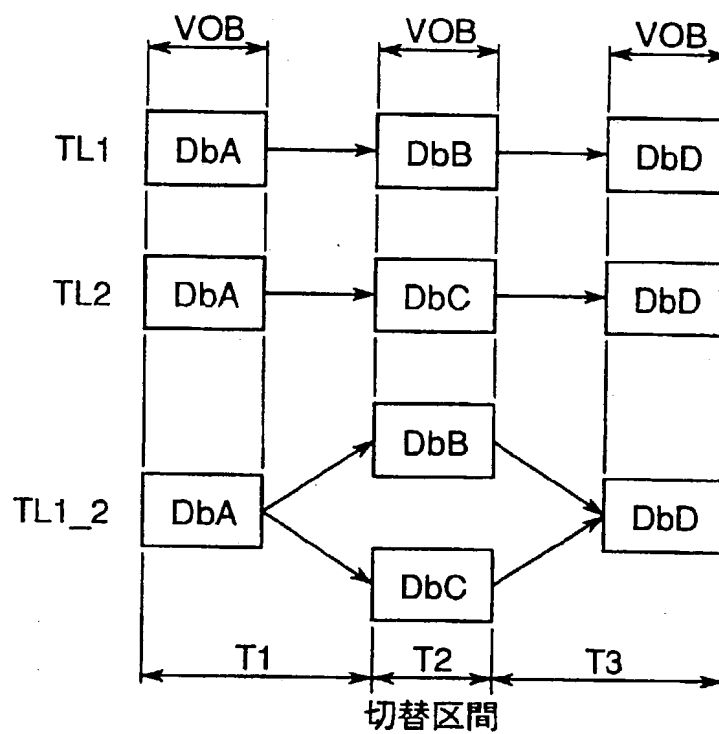 VOB VOB VOB
TL1 DbA DbB DbD
TL2 DbA DbC DbD
DbB
TL1_2 DbA DbD
DbC
T1 T2 T3
切替区間